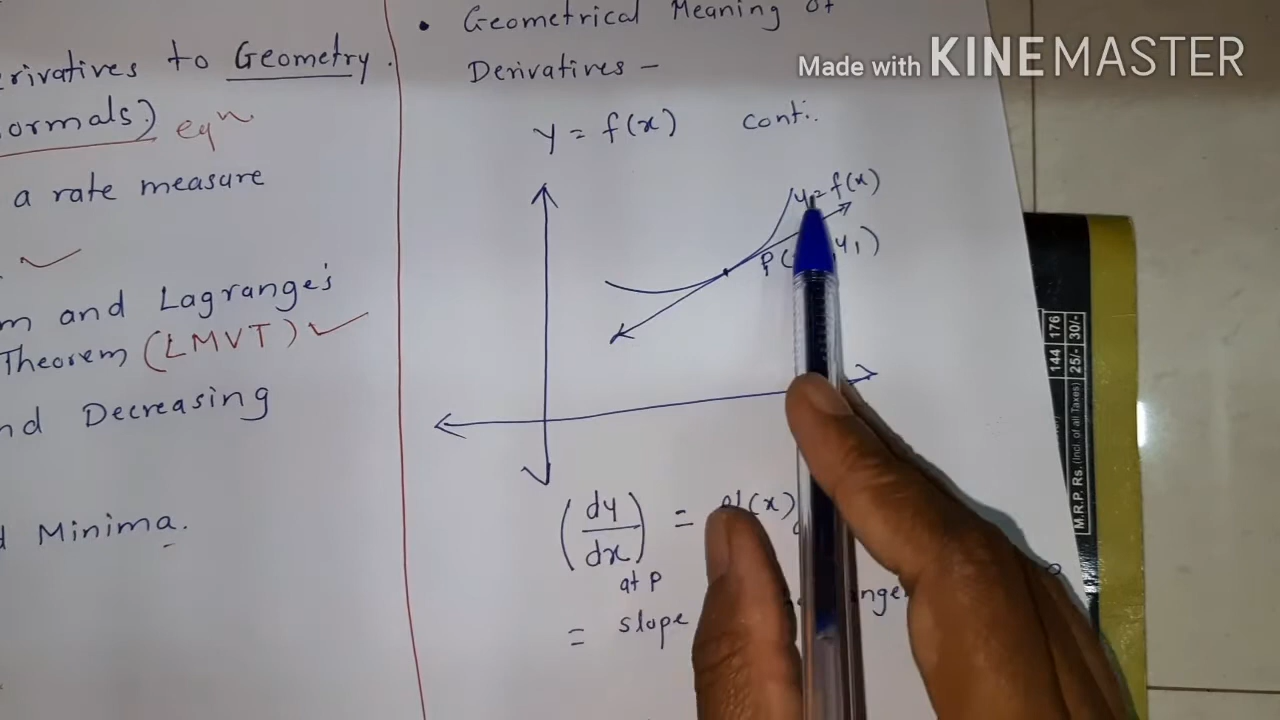 Made with KINEMASTER
erivatives to Geometry.
ormals.) eqⁿ
a rate measure
m and Lagrange's
Theorem (LMVT)
nd Decreasing
d Minima.
• Geometrical Meaning of
Derivatives -
y = f(x) cont..
y = f(x)
P( y₁)
(dy/dx) at P = (x)
= slope
144 176
25/- 30/-
M.R.P. Rs. (Incl. of all Taxes)